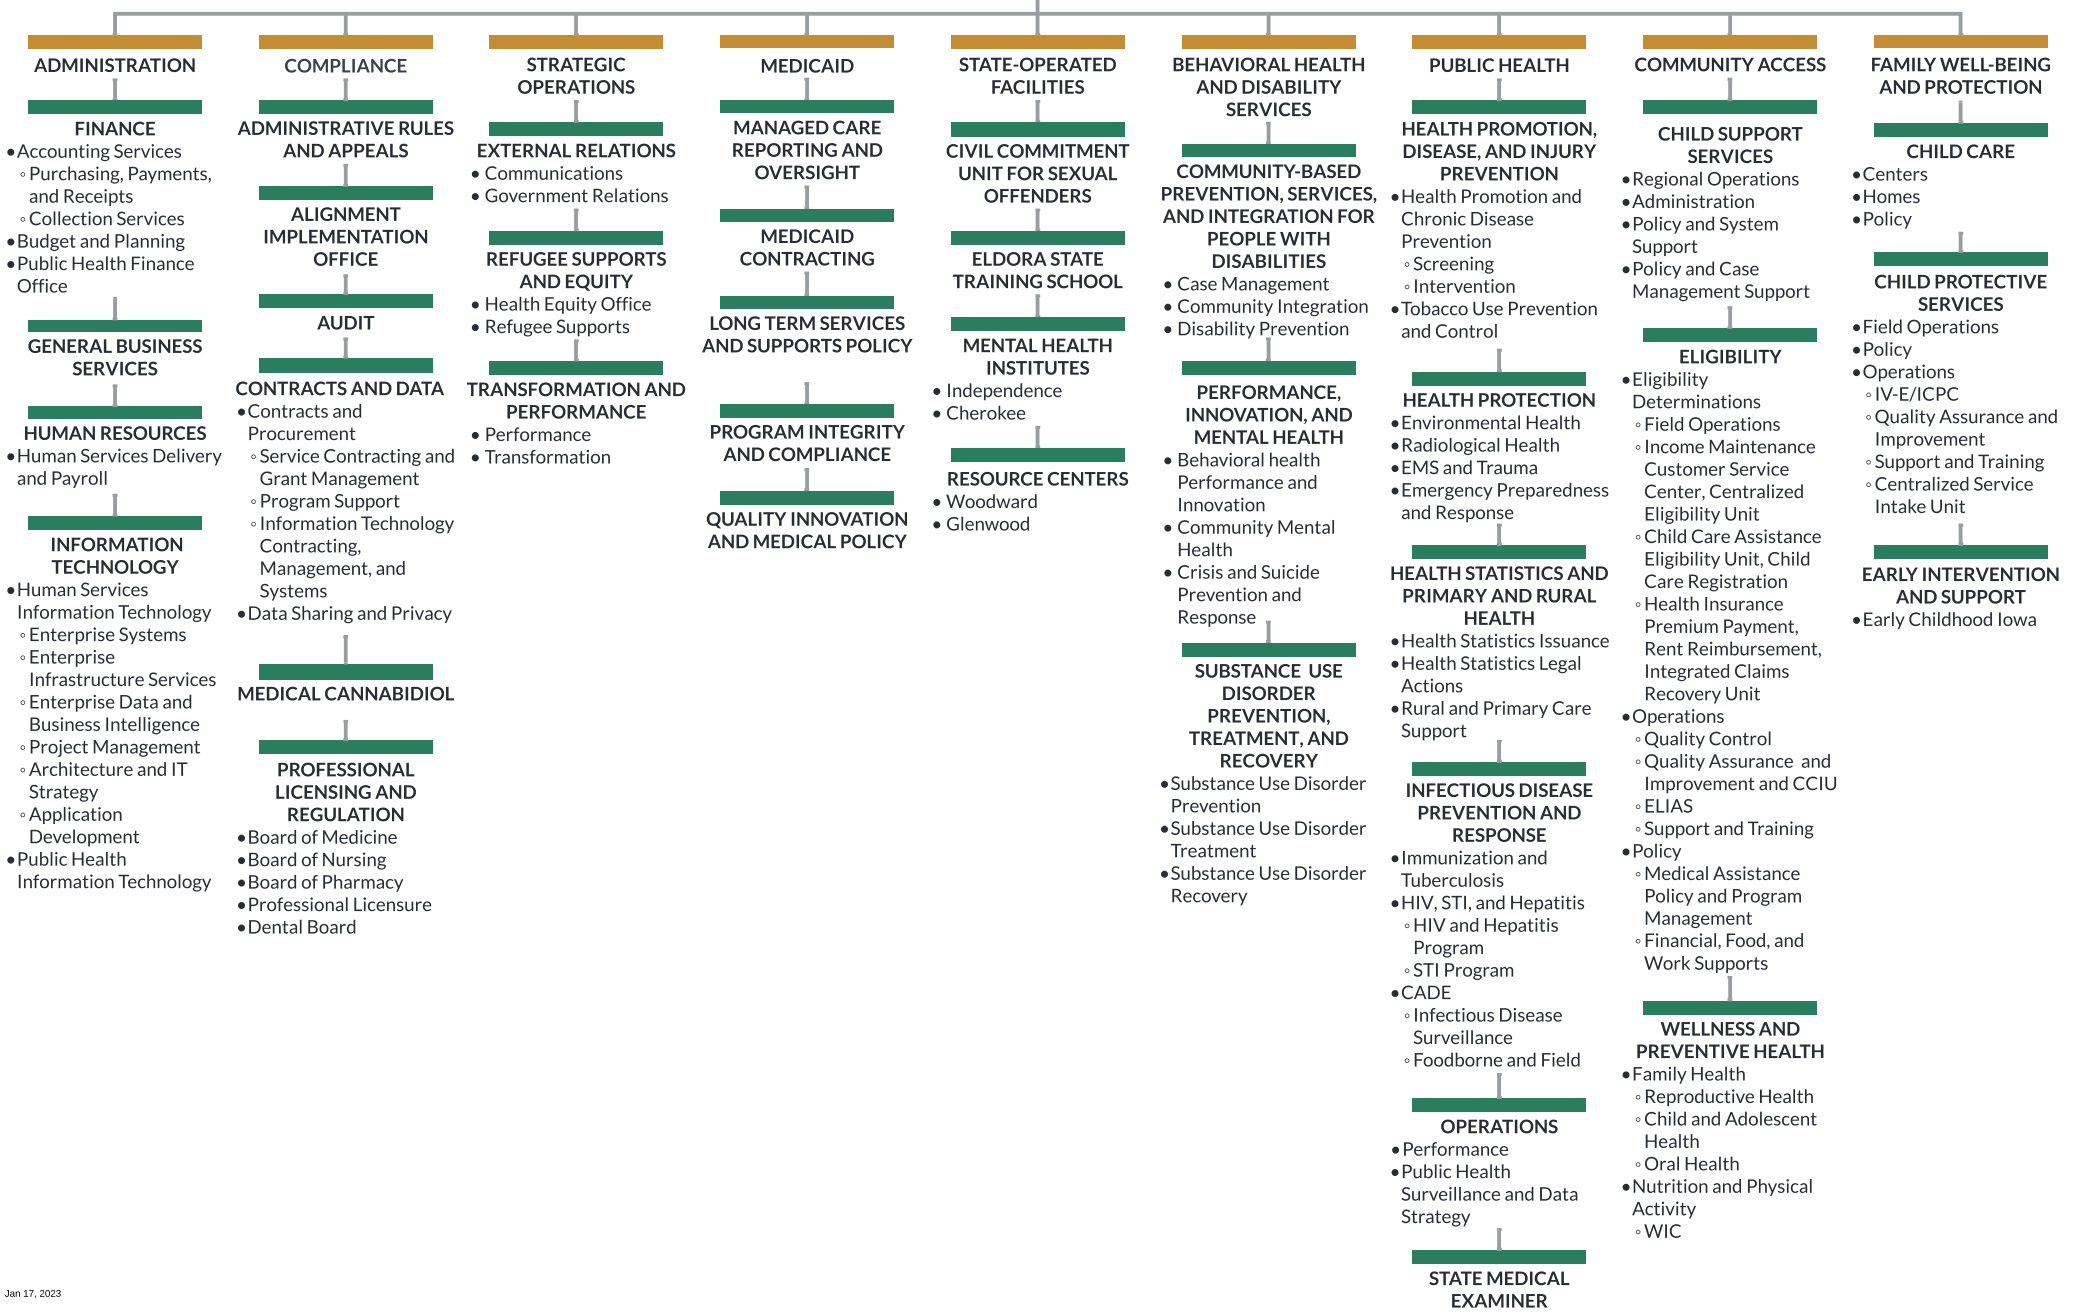 ADMINISTRATION
FINANCE
•Accounting Services
◦Purchasing, Payments,
and Receipts
◦Collection Services
•Budget and Planning
•Public Health Finance
Office
GENERAL BUSINESS
SERVICES
HUMAN RESOURCES
•Human Services Delivery
and Payroll
INFORMATION
TECHNOLOGY
•Human Services
Information Technology
◦Enterprise Systems
◦Enterprise
Infrastructure Services
◦Enterprise Data and
Business Intelligence
◦Project Management
◦Architecture and IT
Strategy
◦Application
Development
•Public Health
Information Technology
COMPLIANCE
ADMINISTRATIVE RULES
AND APPEALS
ALIGNMENT
IMPLEMENTATION
OFFICE
AUDIT
CONTRACTS AND DATA
•Contracts and
Procurement
◦Service Contracting and
Grant Management
◦Program Support
◦Information Technology
Contracting,
Management, and
Systems
•Data Sharing and Privacy
MEDICAL CANNABIDIOL
PROFESSIONAL
LICENSING AND
REGULATION
•Board of Medicine
•Board of Nursing
•Board of Pharmacy
•Professional Licensure
•Dental Board
STRATEGIC
OPERATIONS
EXTERNAL RELATIONS
• Communications
• Government Relations
REFUGEE SUPPORTS
AND EQUITY
• Health Equity Office
• Refugee Supports
TRANSFORMATION AND
PERFORMANCE
• Performance
• Transformation
MEDICAID
MANAGED CARE
REPORTING AND
OVERSIGHT
MEDICAID
CONTRACTING
LONG TERM SERVICES
AND SUPPORTS POLICY
PROGRAM INTEGRITY
AND COMPLIANCE
QUALITY INNOVATION
AND MEDICAL POLICY
STATE-OPERATED
FACILITIES
CIVIL COMMITMENT
UNIT FOR SEXUAL
OFFENDERS
ELDORA STATE
TRAINING SCHOOL
MENTAL HEALTH
INSTITUTES
• Independence
• Cherokee
RESOURCE CENTERS
• Woodward
• Glenwood
BEHAVIORAL HEALTH
AND DISABILITY
SERVICES
COMMUNITY-BASED
PREVENTION, SERVICES,
AND INTEGRATION FOR
PEOPLE WITH
DISABILITIES
• Case Management
• Community Integration
• Disability Prevention
PERFORMANCE,
INNOVATION, AND
MENTAL HEALTH
• Behavioral health
Performance and
Innovation
• Community Mental
Health
• Crisis and Suicide
Prevention and
Response
SUBSTANCE USE
DISORDER
PREVENTION,
TREATMENT, AND
RECOVERY
•Substance Use Disorder
Prevention
•Substance Use Disorder
Treatment
•Substance Use Disorder
Recovery
PUBLIC HEALTH
HEALTH PROMOTION,
DISEASE, AND INJURY
PREVENTION
•Health Promotion and
Chronic Disease
Prevention
◦Screening
◦Intervention
•Tobacco Use Prevention
and Control
HEALTH PROTECTION
•Environmental Health
•Radiological Health
•EMS and Trauma
•Emergency Preparedness
and Response
HEALTH STATISTICS AND
PRIMARY AND RURAL
HEALTH
•Health Statistics Issuance
•Health Statistics Legal
Actions
•Rural and Primary Care
Support
INFECTIOUS DISEASE
PREVENTION AND
RESPONSE
•Immunization and
Tuberculosis
•HIV, STI, and Hepatitis
◦HIV and Hepatitis
Program
◦STI Program
•CADE
◦Infectious Disease
Surveillance
◦Foodborne and Field
OPERATIONS
•Performance
•Public Health
Surveillance and Data
Strategy
STATE MEDICAL
EXAMINER
COMMUNITY ACCESS
CHILD SUPPORT
SERVICES
•Regional Operations
•Administration
•Policy and System
Support
•Policy and Case
Management Support
ELIGIBILITY
•Eligibility
Determinations
◦Field Operations
◦Income Maintenance
Customer Service
Center, Centralized
Eligibility Unit
◦Child Care Assistance
Eligibility Unit, Child
Care Registration
◦Health Insurance
Premium Payment,
Rent Reimbursement,
Integrated Claims
Recovery Unit
•Operations
◦Quality Control
◦Quality Assurance and
Improvement and CCIU
◦ELIAS
◦Support and Training
•Policy
◦Medical Assistance
Policy and Program
Management
◦Financial, Food, and
Work Supports
WELLNESS AND
PREVENTIVE HEALTH
•Family Health
◦Reproductive Health
◦Child and Adolescent
Health
◦Oral Health
•Nutrition and Physical
Activity
◦WIC
FAMILY WELL-BEING
AND PROTECTION
CHILD CARE
•Centers
•Homes
•Policy
CHILD PROTECTIVE
SERVICES
•Field Operations
•Policy
•Operations
◦IV-E/ICPC
◦Quality Assurance and
Improvement
◦Support and Training
◦Centralized Service
Intake Unit
EARLY INTERVENTION
AND SUPPORT
•Early Childhood Iowa
Jan 17, 2023